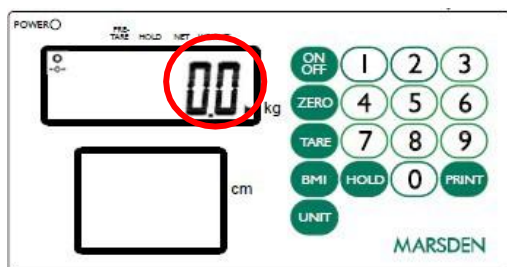 POWER
PRE-TARE HOLD NET
0.0
kg
cm
ON OFF 1 2 3
ZERO 4 5 6
TARE 7 8 9
BMI HOLD 0 PRINT
UNIT
MARSDEN